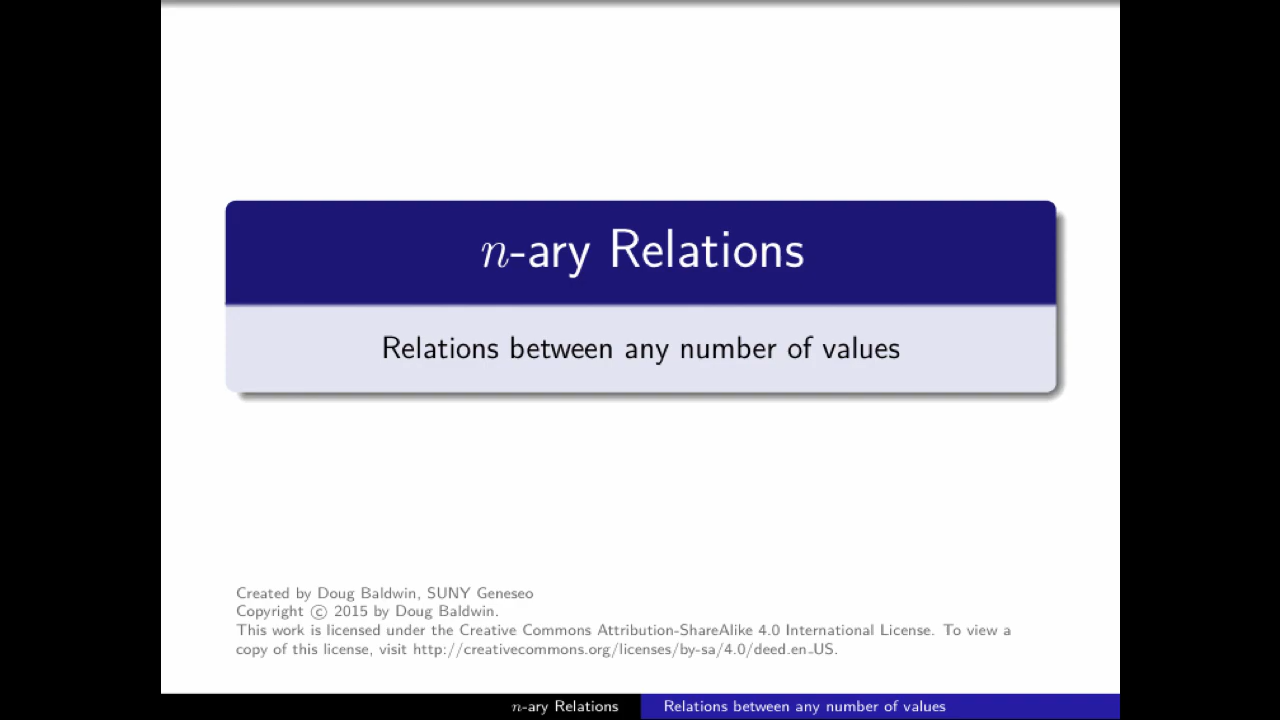 n-ary Relations
Relations between any number of values
Created by Doug Baldwin, SUNY Geneseo
Copyright © 2015 by Doug Baldwin.
This work is licensed under the Creative Commons Attribution-ShareAlike 4.0 International License. To view a
copy of this license, visit http://creativecommons.org/licenses/by-sa/4.0/deed.en_US.
n-ary Relations
Relations between any number of values